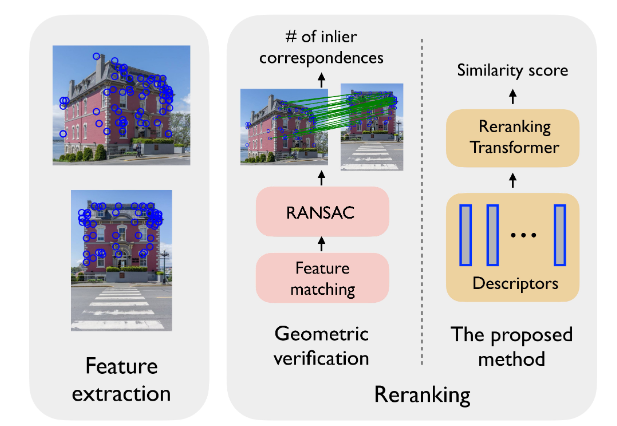 Feature
extraction
# of inlier
correspondences
RANSAC
Feature
matching
Geometric
verification
Similarity score
Reranking
Transformer
Descriptors
The proposed
method
Reranking